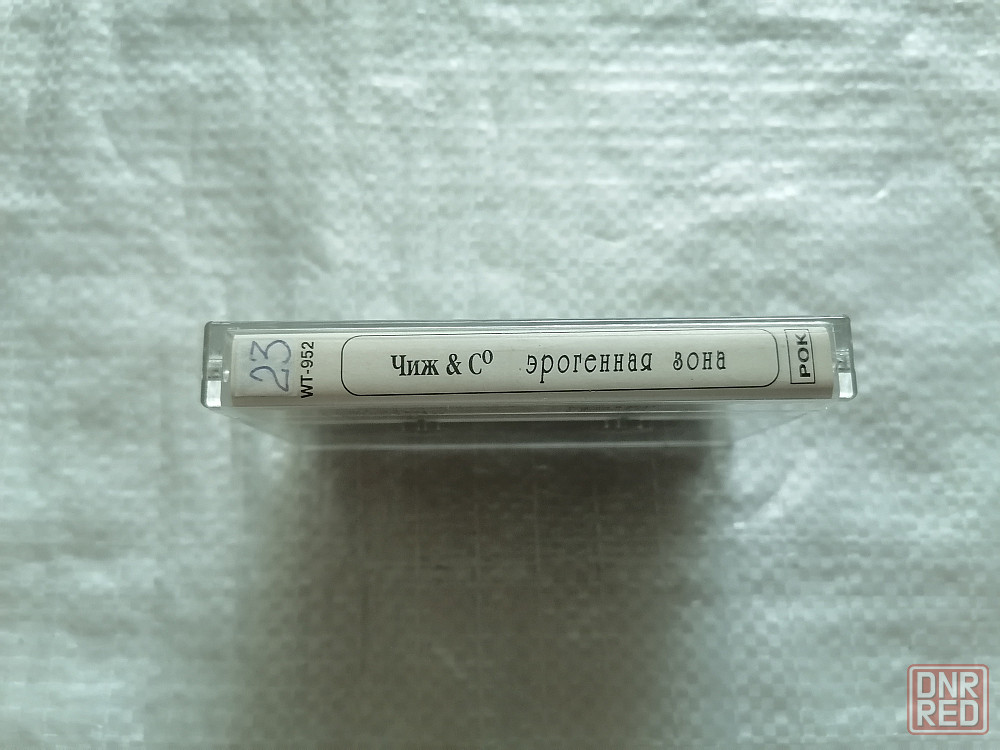 23
WT-952
Чиж & Cº эрогенная зона
РОК
DNR
RED